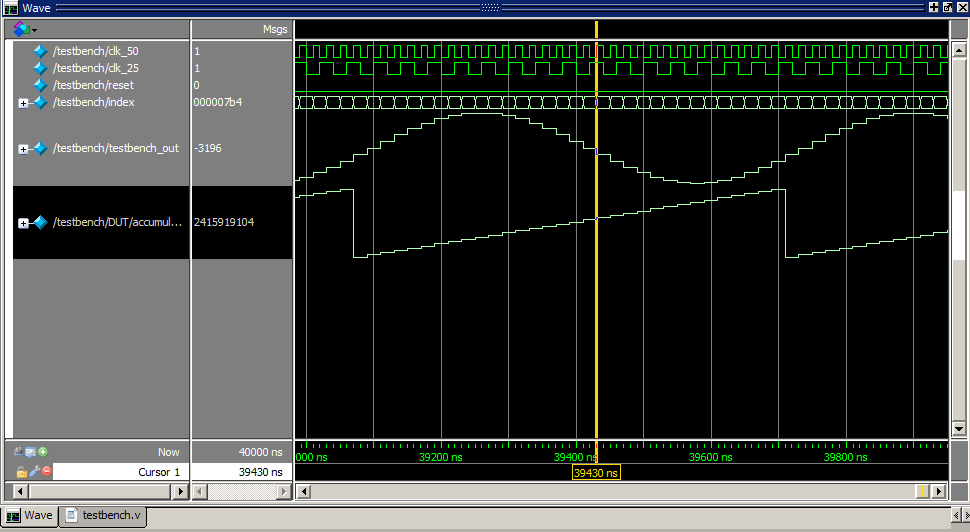 Wave
Msgs
/testbench/clk_50 1
/testbench/clk_25 1
/testbench/reset 0
/testbench/index 000007b4
/testbench/testbench_out -3196
/testbench/DUT/accumul... 2415919104
Now 40000 ns
Cursor 1 39430 ns
000 ns 39200 ns 39400 ns 39600 ns 39800 ns
39430 ns
Wave testbench.v